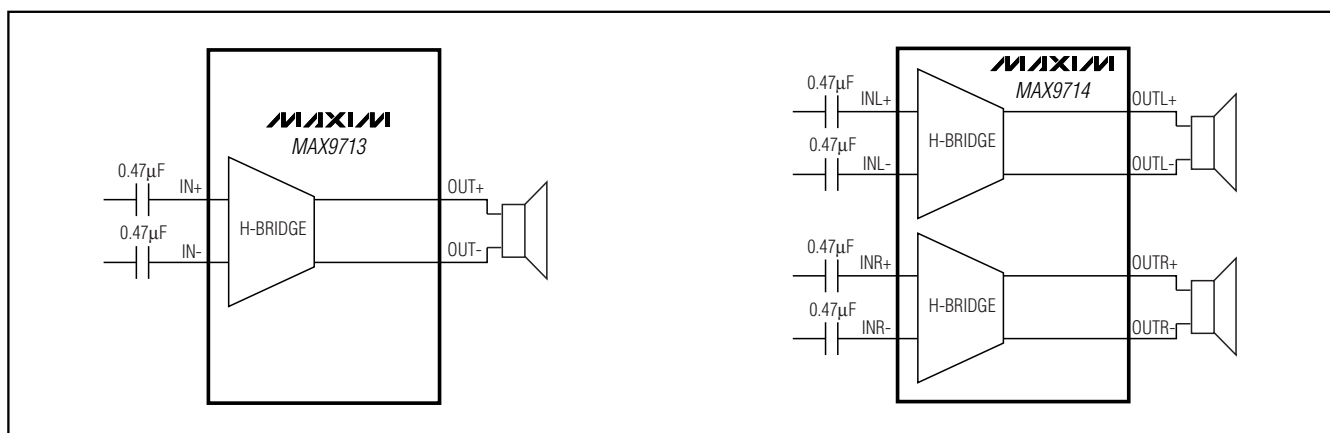 MAXIM
MAX9713
0.47µF
IN+
0.47µF
IN-
H-BRIDGE
OUT+
OUT-
MAXIM
MAX9714
0.47µF
INL+
0.47µF
INL-
H-BRIDGE
OUTL+
OUTL-
0.47µF
INR+
0.47µF
INR-
H-BRIDGE
OUTR+
OUTR-